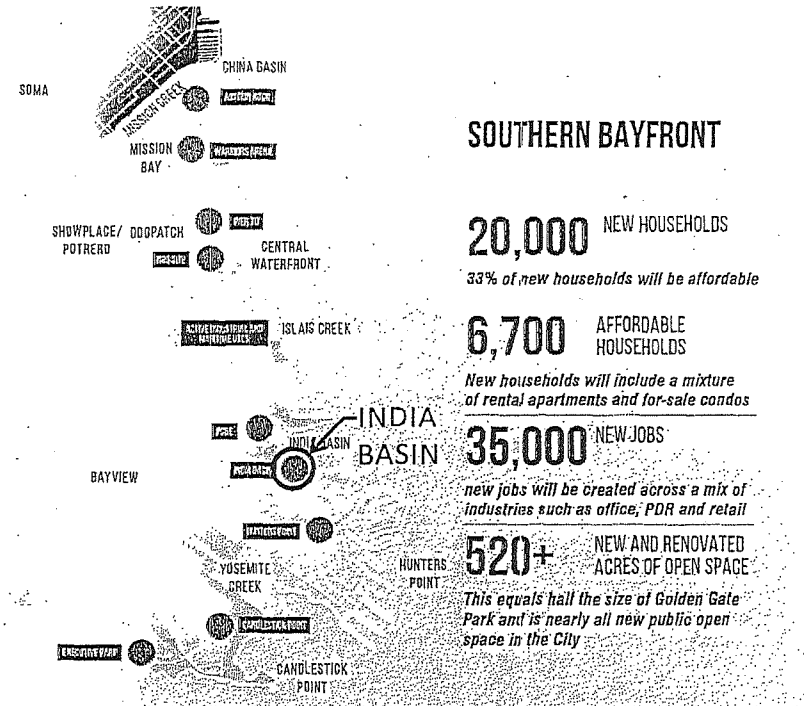 CHINA BASIN
SOMA
MISSION CREEK
MISSION
BAY
SHOWPLACE/
POTRERO
DOGPATCH
CENTRAL
WATERFRONT
ISLAIS CREEK
INDIA
BASIN
INDIA BASIN
BAYVIEW
YOSEMITE
CREEK
HUNTERS
POINT
CANDLESTICK POINT
EXECUTIVE PARK
CANDLESTICK
POINT
SOUTHERN BAYFRONT
20,000 NEW HOUSEHOLDS
33% of new households will be affordable
6,700 AFFORDABLE
HOUSEHOLDS
New households will include a mixture
of rental apartments and for-sale condos
35,000 NEW JOBS
new jobs will be created across a mix of
industries such as office, PDR and retail
520+ NEW AND RENOVATED
ACRES OF OPEN SPACE
This equals half the size of Golden Gate
Park and is nearly all new public open
space in the City